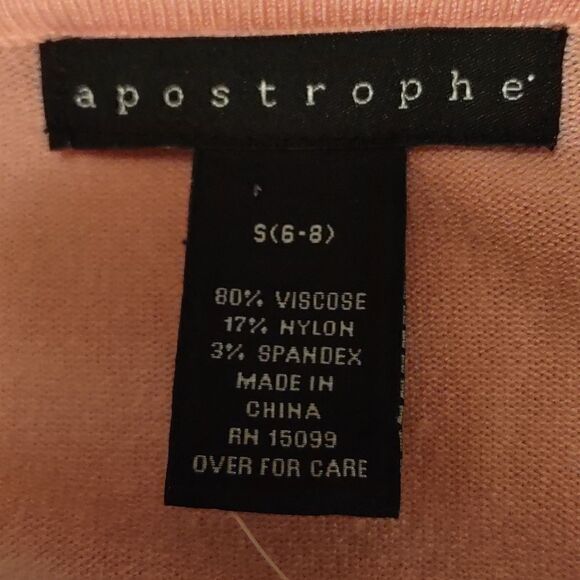 apostrophe
S(6-8)
80% VISCOSE
17% NYLON
3% SPANDEX
MADE IN
CHINA
RN 15099
OVER FOR CARE